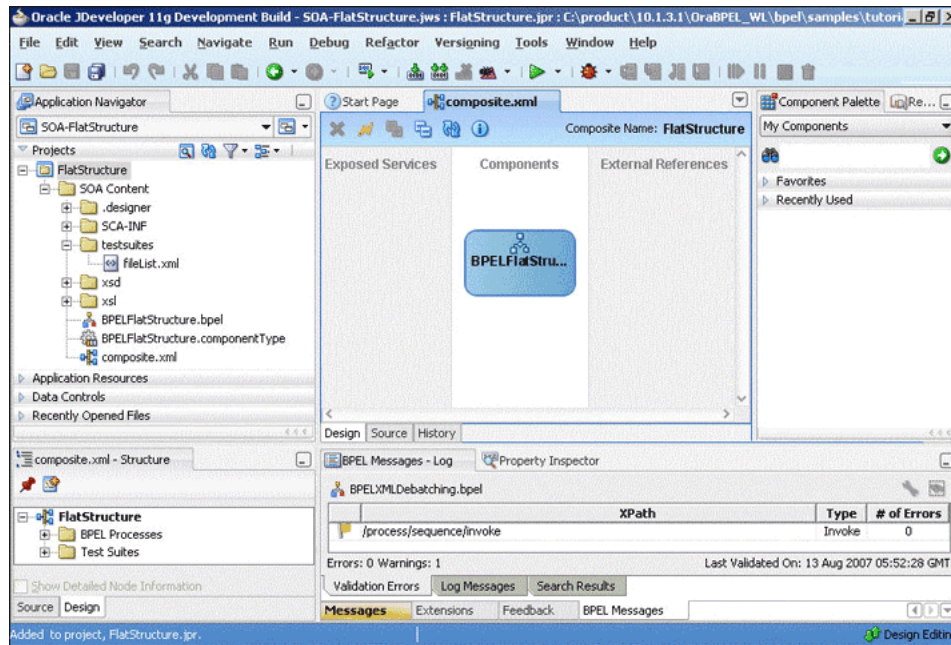 Oracle JDeveloper 11g Development Build - SOA-FlatStructure.jws : FlatStructure.jpr : C:\product\10.1.3.1\OraBPEL_WL\bpel\samples\tutori
File Edit View Search Navigate Run Debug Refactor Versioning Tools Window Help
Application Navigator
SOA-FlatStructure
Projects
FlatStructure
SOA Content
.designer
SCA-INF
testsuites
fileList.xml
xsd
xsl
BPELFlatStructure.bpel
BPELFlatStructure.componentType
composite.xml
Application Resources
Data Controls
Recently Opened Files
Start Page composite.xml
Composite Name: FlatStructure
Exposed Services Components External References
BPELFlatStru...
Design Source History
Component Palette Re...
My Components
Favorites
Recently Used
composite.xml - Structure
FlatStructure
BPEL Processes
Test Suites
Show Detailed Node Information
Source Design
BPEL Messages - Log Property Inspector
BPELXMLDebatching.bpel
XPath Type # of Errors
/process/sequence/invoke Invoke 0
Errors: 0 Warnings: 1 Last Validated On: 13 Aug 2007 05:52:28 GMT
Validation Errors Log Messages Search Results
Messages Extensions Feedback BPEL Messages
Added to project, FlatStructure.jpr. Design Editin